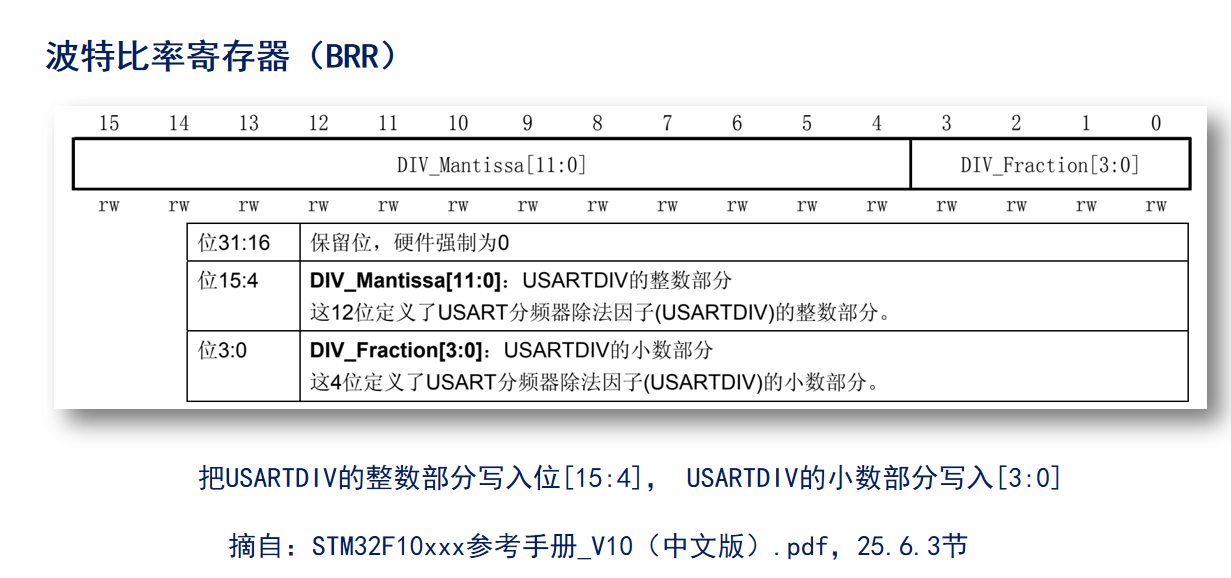 波特比率寄存器（BRR）
15 14 13 12 11 10 9 8 7 6 5 4 3 2 1 0
DIV_Mantissa[11:0] DIV_Fraction[3:0]
rw rw rw rw rw rw rw rw rw rw rw rw rw rw rw rw
位31:16 保留位，硬件强制为0
位15:4 DIV_Mantissa[11:0]：USARTDIV的整数部分
这12位定义了USART分频器除法因子(USARTDIV)的整数部分。
位3:0 DIV_Fraction[3:0]：USARTDIV的小数部分
这4位定义了USART分频器除法因子(USARTDIV)的小数部分。
把USARTDIV的整数部分写入位[15:4]， USARTDIV的小数部分写入[3:0]
摘自：STM32F10xxx参考手册_V10（中文版）.pdf，25.6.3节